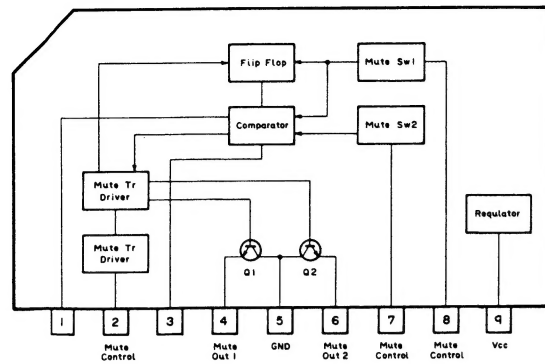 Flip Flop
Mute Sw1
Comparator
Mute Sw2
Mute Tr
Driver
Requlator
Mute Tr
Driver
Q1
Q2
1
2
3
4
5
6
7
8
9
Mute
Control
Mute
Out 1
GND
Mute
Out 2
Mute
Control
Mute
Control
Vcc